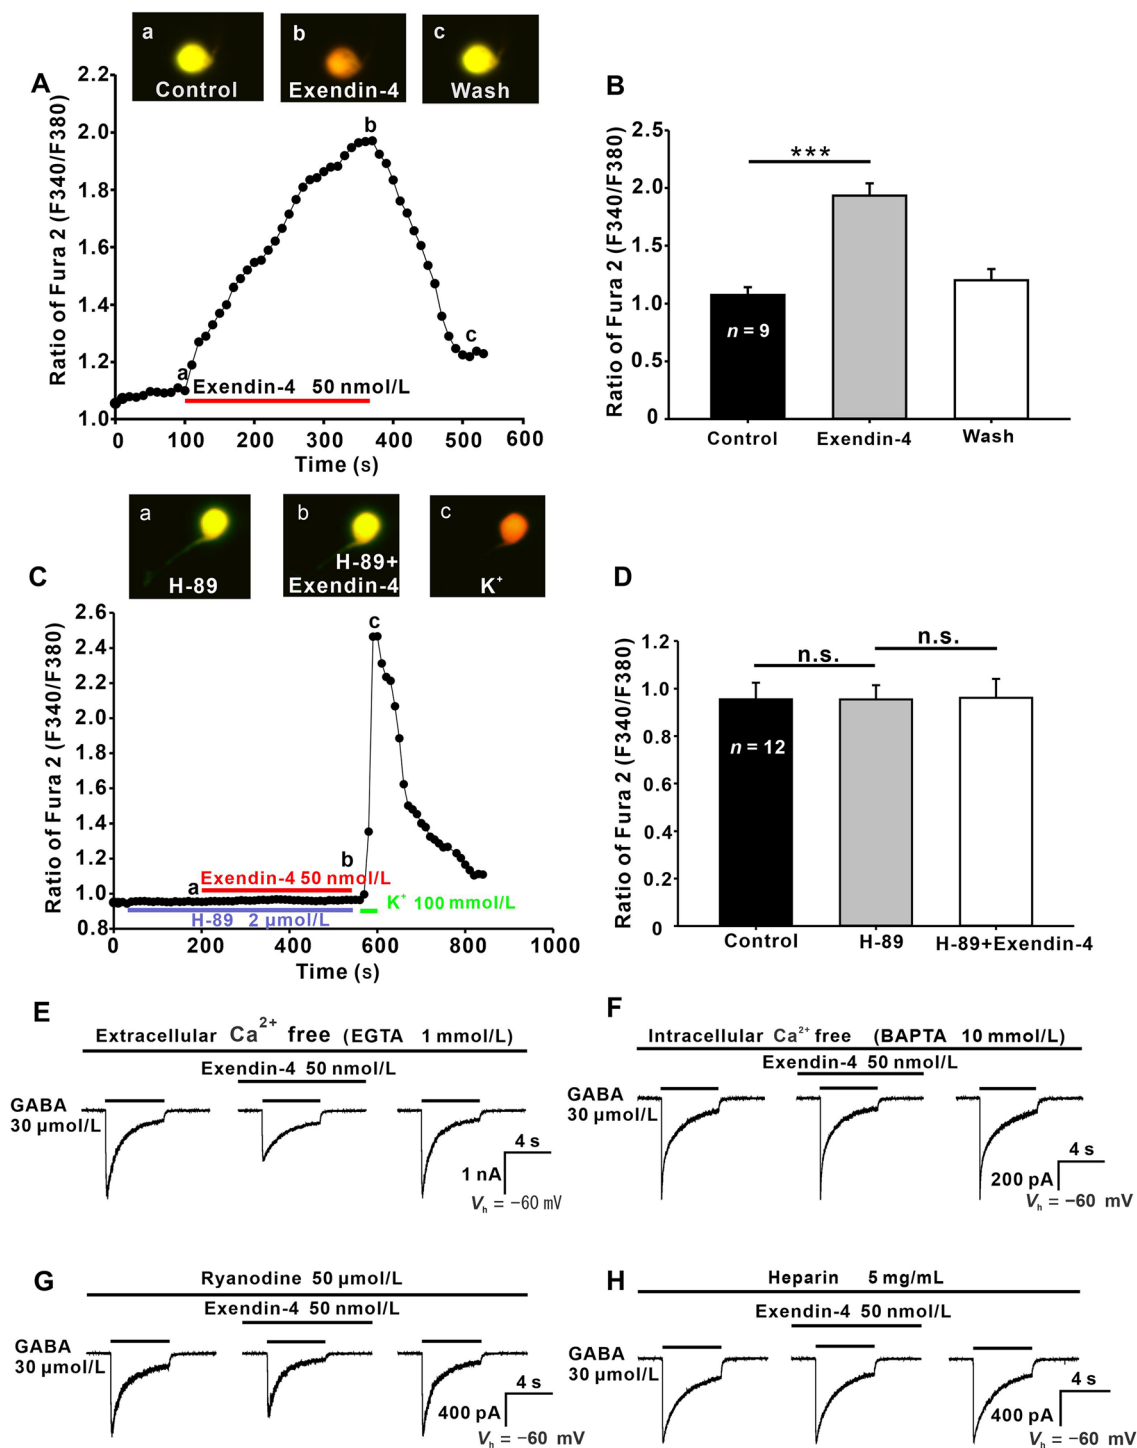 a
b
c
Control
Exendin-4
Wash
A
Ratio of Fura 2 (F340/F380)
2.2
2.0
1.8
1.6
1.4
1.2
1.0
b
c
a
Exendin-4 50 nmol/L
0 100 200 300 400 500 600
Time (s)
B
Ratio of Fura 2 (F340/F380)
2.5
2.0
1.5
1.0
0.5
0
***
n = 9
Control Exendin-4 Wash
a
b
c
H-89
H-89+
Exendin-4
K⁺
C
Ratio of Fura 2 (F340/F380)
2.6
2.4
2.2
2.0
1.8
1.6
1.4
1.2
1.0
0.8
c
b
a
Exendin-4 50 nmol/L
K⁺ 100 mmol/L
H-89 2 µmol/L
0 200 400 600 800 1000
Time (s)
D
Ratio of Fura 2 (F340/F380)
1.2
1.0
0.8
0.6
0.4
0.2
0
n.s.
n.s.
n = 12
Control H-89 H-89+Exendin-4
E
Extracellular Ca²⁺ free (EGTA 1 mmol/L)
Exendin-4 50 nmol/L
GABA
30 µmol/L
4 s
1 nA
Vₕ = −60 mV
F
Intracellular Ca²⁺ free (BAPTA 10 mmol/L)
Exendin-4 50 nmol/L
GABA
30 µmol/L
4 s
200 pA
Vₕ = −60 mV
G
Ryanodine 50 µmol/L
Exendin-4 50 nmol/L
GABA
30 µmol/L
4 s
400 pA
Vₕ = −60 mV
H
Heparin 5 mg/mL
Exendin-4 50 nmol/L
GABA
30 µmol/L
4 s
400 pA
Vₕ = −60 mV